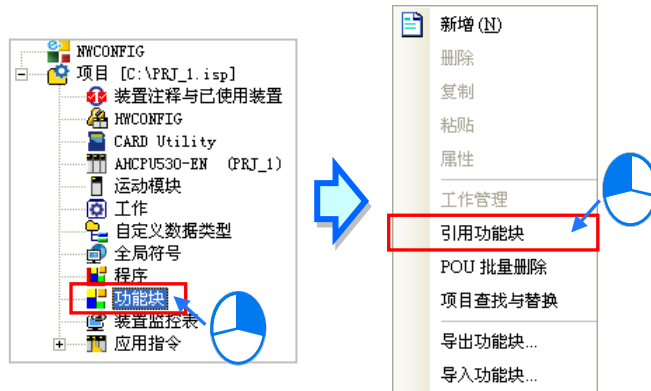 NWCONFIG
项目 [C:\PRJ_1.isp]
装置注释与已使用装置
HWCONFIG
CARD Utility
AHCPU530-EN (PRJ_1)
运动模块
工作
自定义数据类型
全局符号
程序
功能块
装置监控表
应用指令
新增(N)
删除
复制
粘贴
属性
工作管理
引用功能块
POU 批量删除
项目查找与替换
导出功能块...
导入功能块...